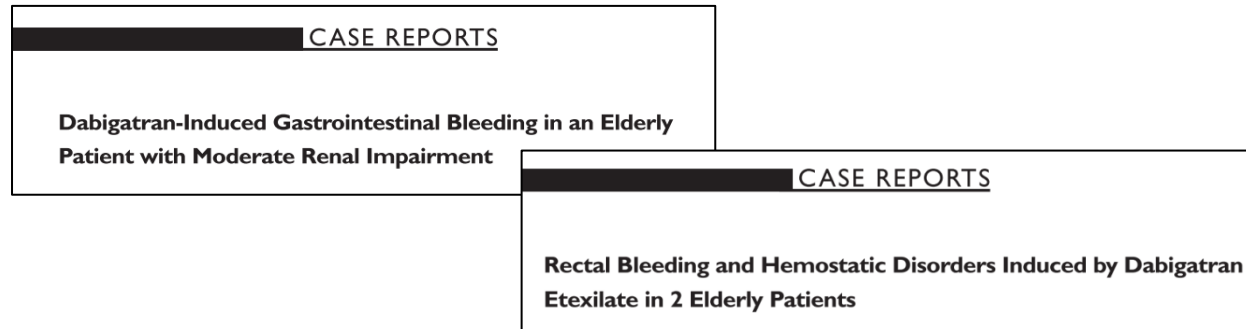 CASE REPORTS
Dabigatran-Induced Gastrointestinal Bleeding in an Elderly
Patient with Moderate Renal Impairment
CASE REPORTS
Rectal Bleeding and Hemostatic Disorders Induced by Dabigatran
Etexilate in 2 Elderly Patients